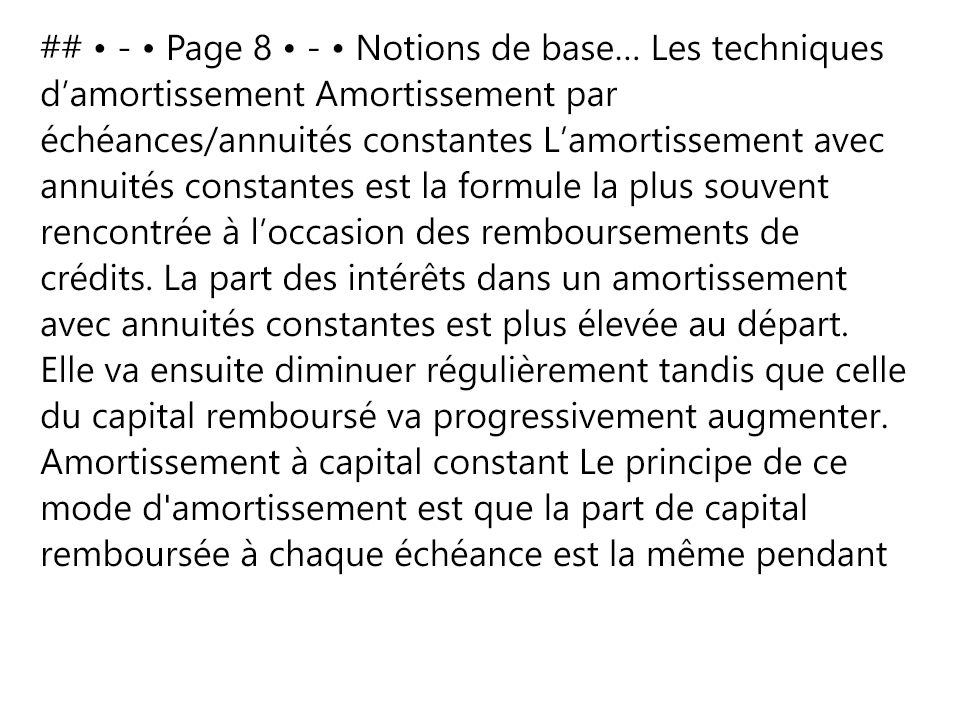 ## • - • Page 8 • - • Notions de base… Les techniques
d’amortissement Amortissement par
échéances/annuités constantes L’amortissement avec
annuités constantes est la formule la plus souvent
rencontrée à l’occasion des remboursements de
crédits. La part des intérêts dans un amortissement
avec annuités constantes est plus élevée au départ.
Elle va ensuite diminuer régulièrement tandis que celle
du capital remboursé va progressivement augmenter.
Amortissement à capital constant Le principe de ce
mode d'amortissement est que la part de capital
remboursée à chaque échéance est la même pendant